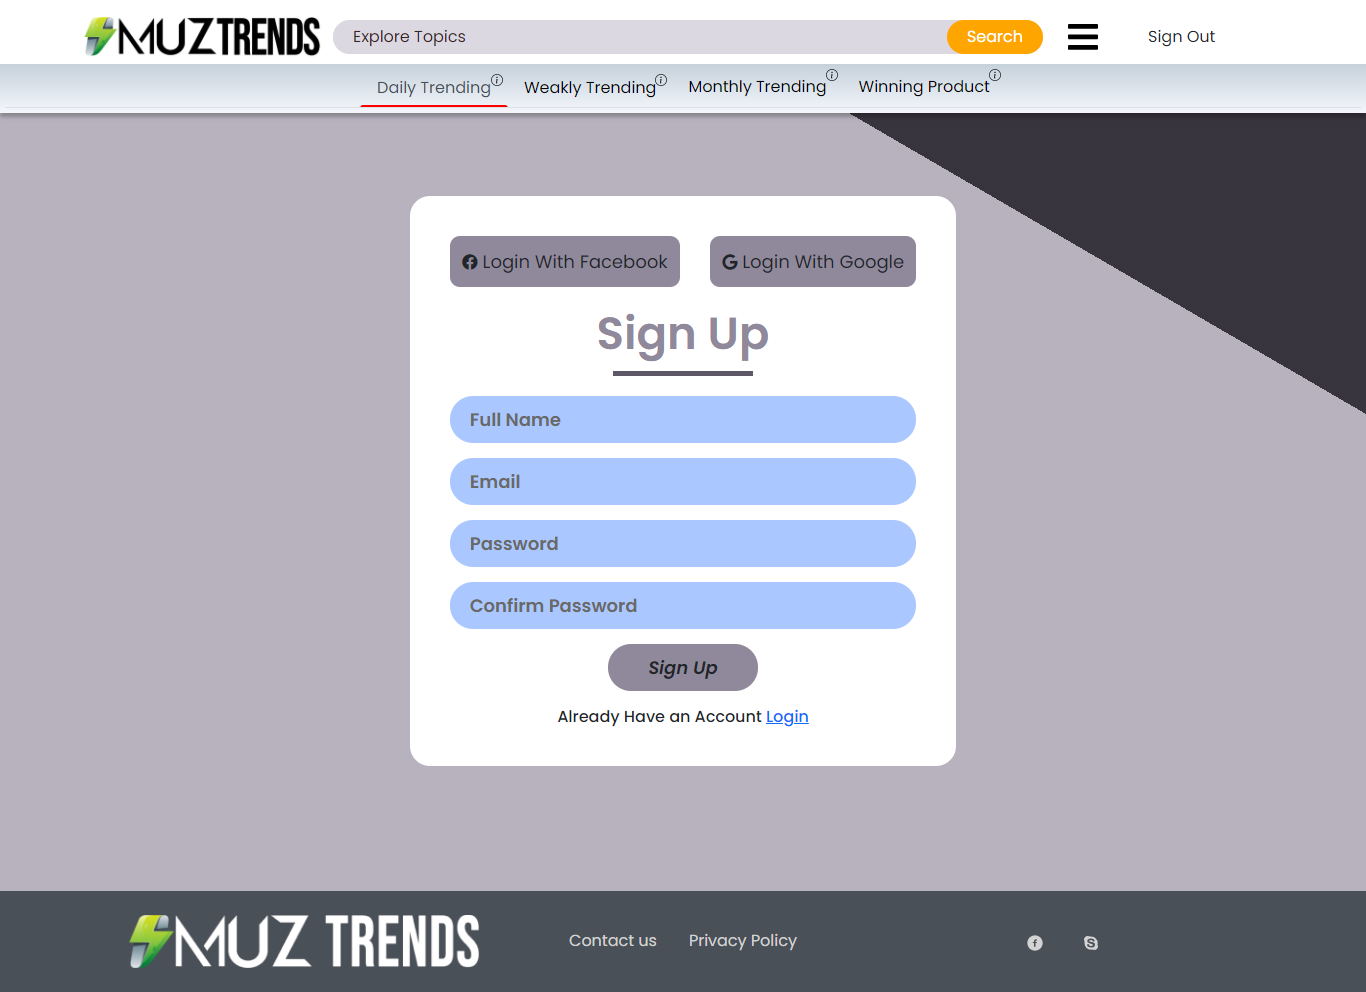 MUZTRENDS
Explore Topics
Search
Sign Out
Daily Trending
Weakly Trending
Monthly Trending
Winning Product
Login With Facebook
Login With Google
Sign Up
Full Name
Email
Password
Confirm Password
Sign Up
Already Have an Account Login
MUZ TRENDS
Contact us
Privacy Policy